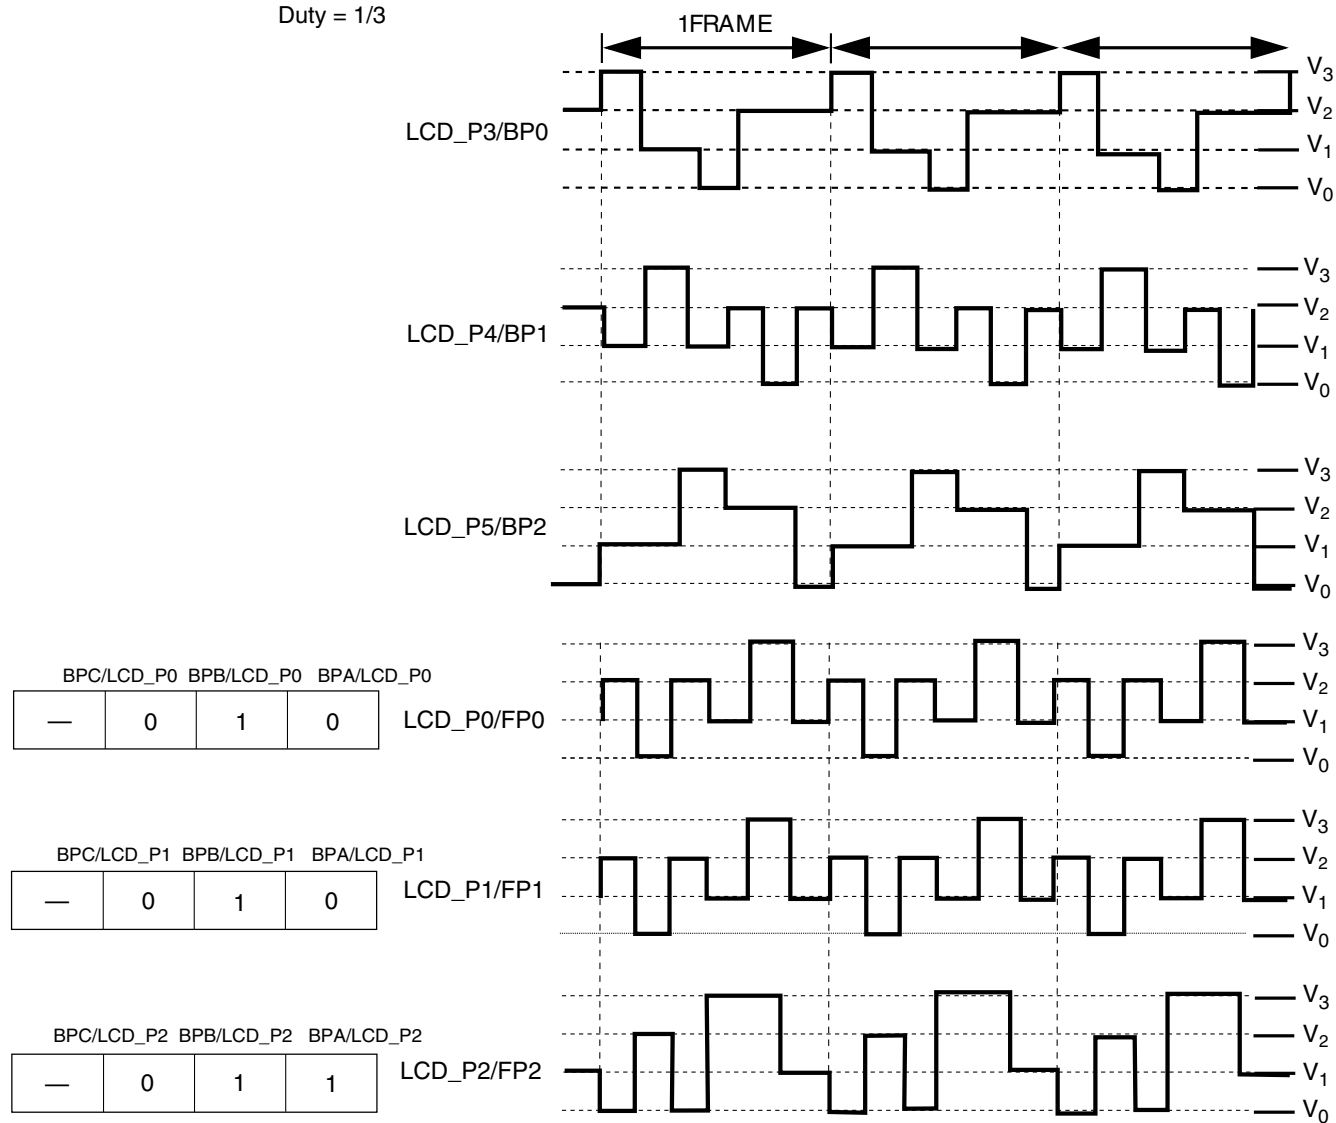 Duty = 1/3
1FRAME
LCD_P3/BP0
V3
V2
V1
V0
LCD_P4/BP1
V3
V2
V1
V0
LCD_P5/BP2
V3
V2
V1
V0
BPC/LCD_P0 BPB/LCD_P0 BPA/LCD_P0
— 0 1 0
LCD_P0/FP0
V3
V2
V1
V0
BPC/LCD_P1 BPB/LCD_P1 BPA/LCD_P1
— 0 1 0
LCD_P1/FP1
V3
V2
V1
V0
BPC/LCD_P2 BPB/LCD_P2 BPA/LCD_P2
— 0 1 1
LCD_P2/FP2
V3
V2
V1
V0